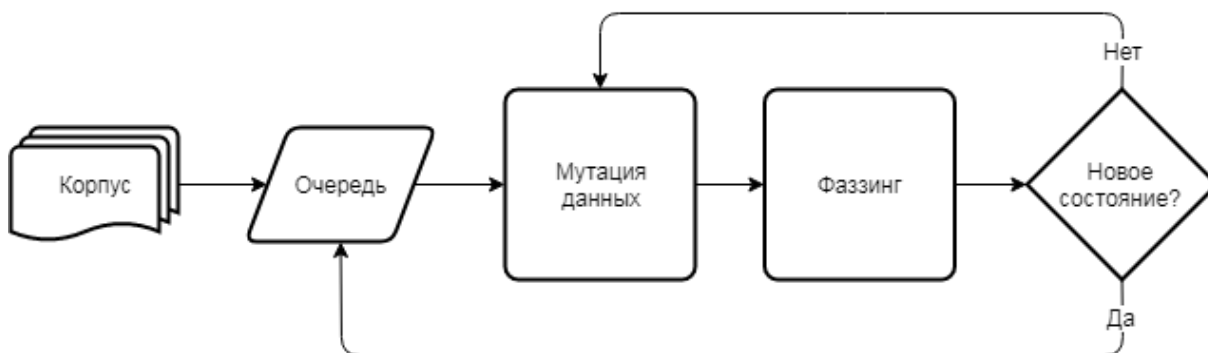 Нет
Корпус
Очередь
Мутация
данных
Фаззинг
Новое
состояние?
Да